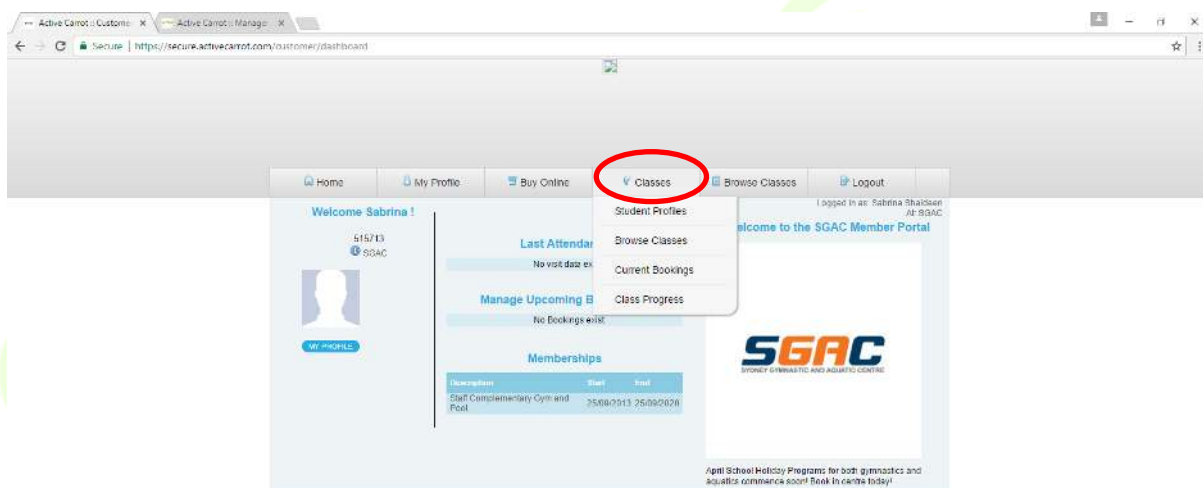 Active Carrot :: Custome
Active Carrot :: Manage
Secure | https://secure.activecarrot.com/customer/dashboard
Home
My Profile
Buy Online
Classes
Browse Classes
Logout
Student Profiles
Browse Classes
Current Bookings
Class Progress
Logged in as: Sabrina Shaldeen
At: SGAC
Welcome Sabrina !
515713
SGAC
MY PROFILE
Last Attendan
No visit data ex
Manage Upcoming B
No Bookings exist
Memberships
Description Start End
Staff Complementary Gym and Pool 25/08/2013 25/09/2028
elcome to the SGAC Member Portal
SGAC
SYDNEY GYMNASTIC AND AQUATIC CENTRE
April School Holiday Programs for both gymnastics and
aquatics commence soon! Book in centre today!